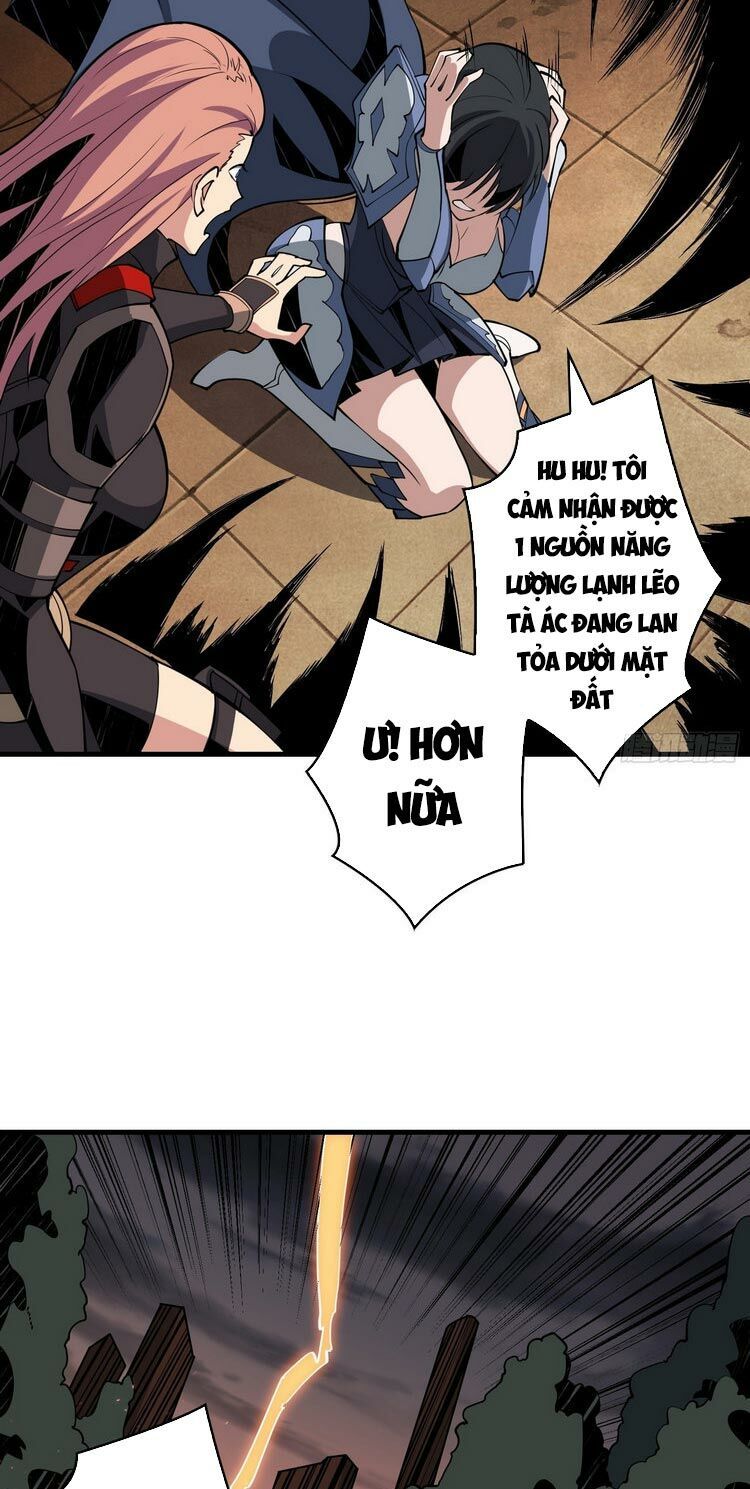 HU HU! TÔI
CẢM NHẬN ĐƯỢC
1 NGUỒN NĂNG
LƯỢNG LẠNH LẼO
TÀ ÁC ĐANG LAN
TỎA DƯỚI MẶT
ĐẤT
Ư! HƠN
NỮA